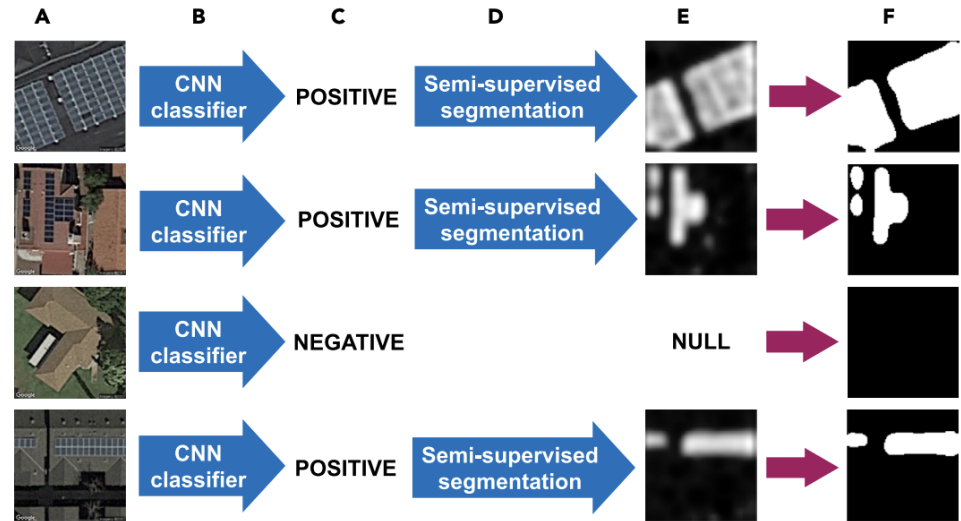 A B C D E F
CNN
classifier
POSITIVE
Semi-supervised
segmentation
Google
CNN
classifier
POSITIVE
Semi-supervised
segmentation
Google
CNN
classifier
NEGATIVE
NULL
Google
CNN
classifier
POSITIVE
Semi-supervised
segmentation
Google